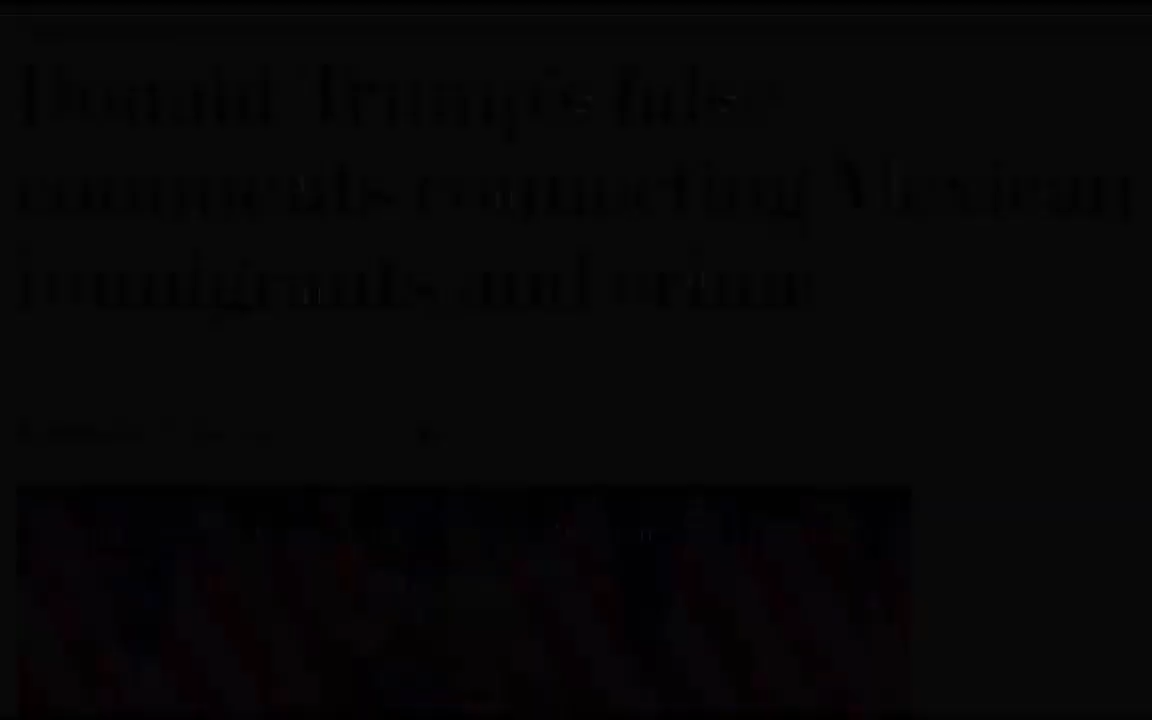 Donald Trump's false
comments connecting Mexican
immigrants and crime